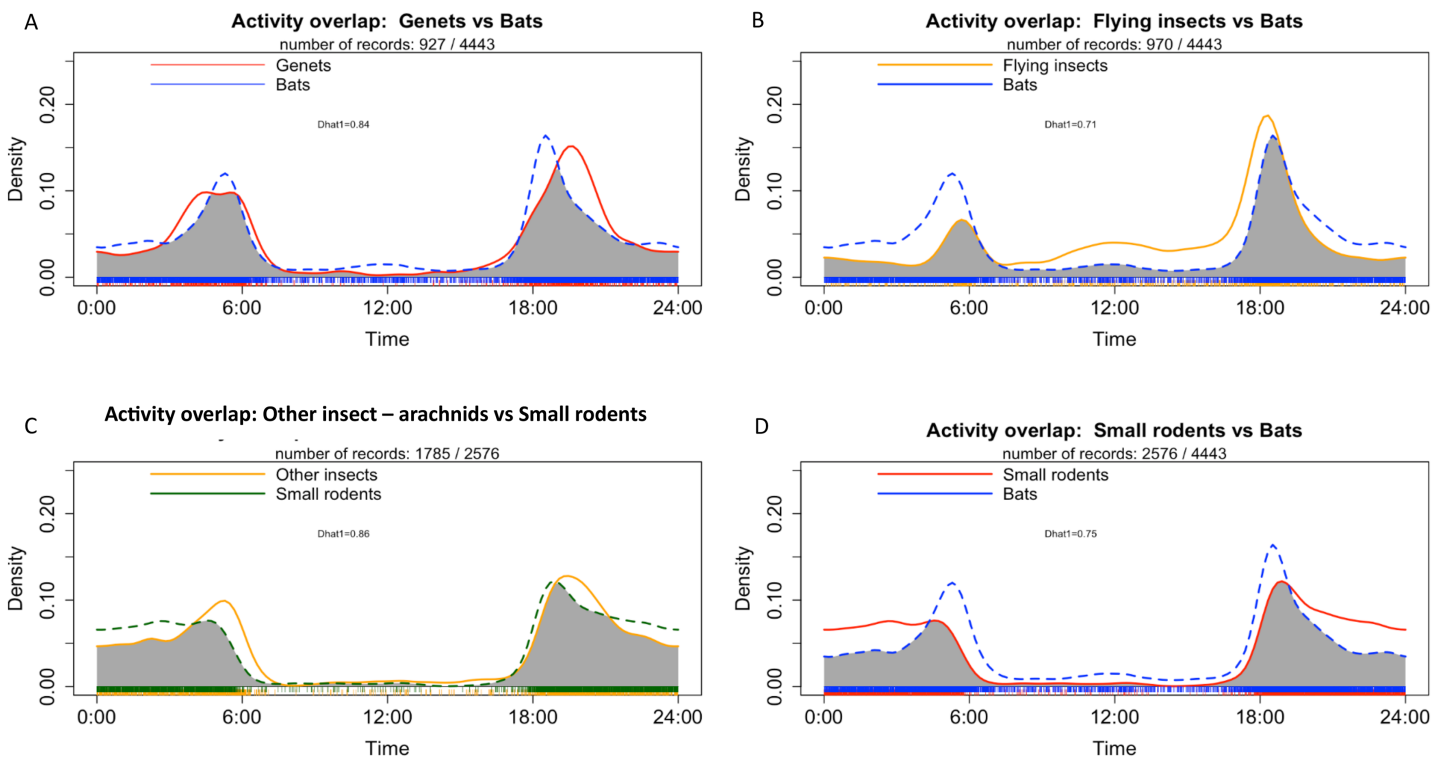 A
Activity overlap: Genets vs Bats
number of records: 927 / 4443
Genets
Bats
Dhat1=0.84
Density
0.00 0.10 0.20
0:00 6:00 12:00 18:00 24:00
Time
B
Activity overlap: Flying insects vs Bats
number of records: 970 / 4443
Flying insects
Bats
Dhat1=0.71
Density
0.00 0.10 0.20
0:00 6:00 12:00 18:00 24:00
Time
C
Activity overlap: Other insect – arachnids vs Small rodents
number of records: 1785 / 2576
Other insects
Small rodents
Dhat1=0.86
Density
0.00 0.10 0.20
0:00 6:00 12:00 18:00 24:00
Time
D
Activity overlap: Small rodents vs Bats
number of records: 2576 / 4443
Small rodents
Bats
Dhat1=0.75
Density
0.00 0.10 0.20
0:00 6:00 12:00 18:00 24:00
Time